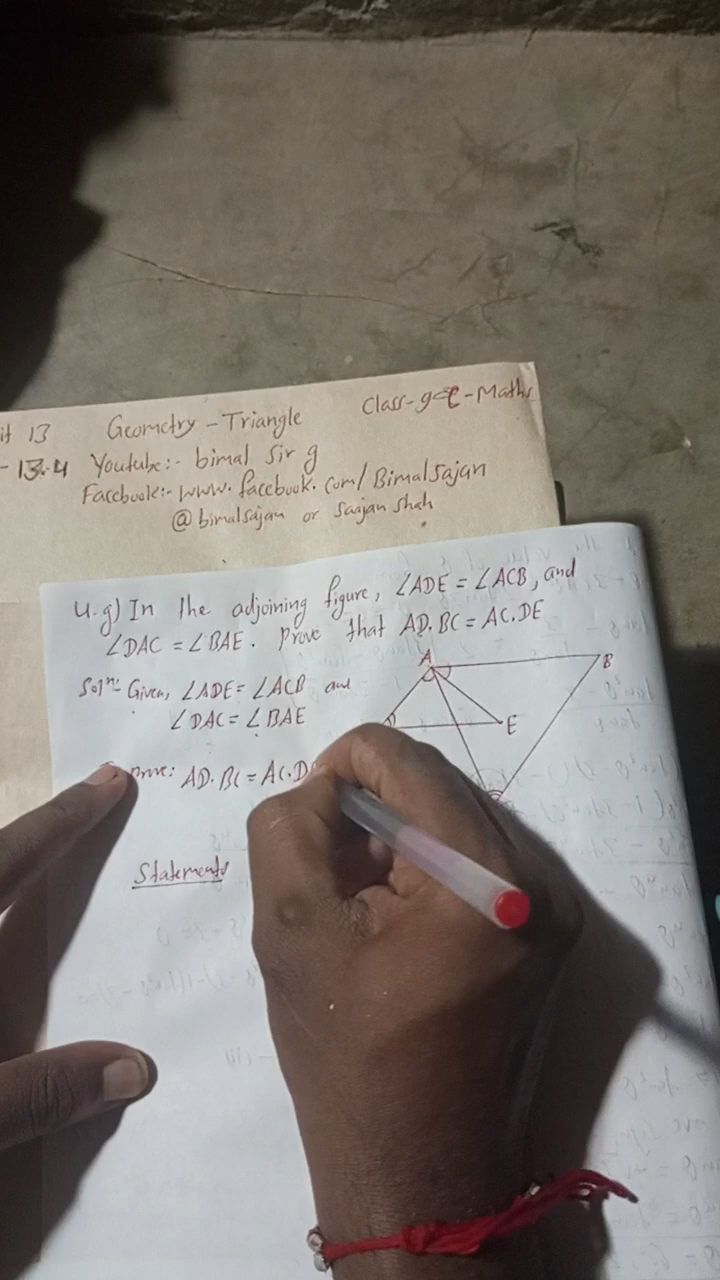 13 Geometry - Triangle Class-9 - Maths
- 13.4 Youtube:- bimal sir g
Facebook:- www.facebook.com/Bimalsajan
@bimalsajan or Saajan Shah
4.g) In the adjoining figure, ∠ADE = ∠ACB, and
∠DAC = ∠BAE. Prove that AD.BC = AC.DE
Solⁿ: Given, ∠ADE = ∠ACB and
∠DAC = ∠BAE
prove: AD.BC = AC.D
Statements
A
B
E